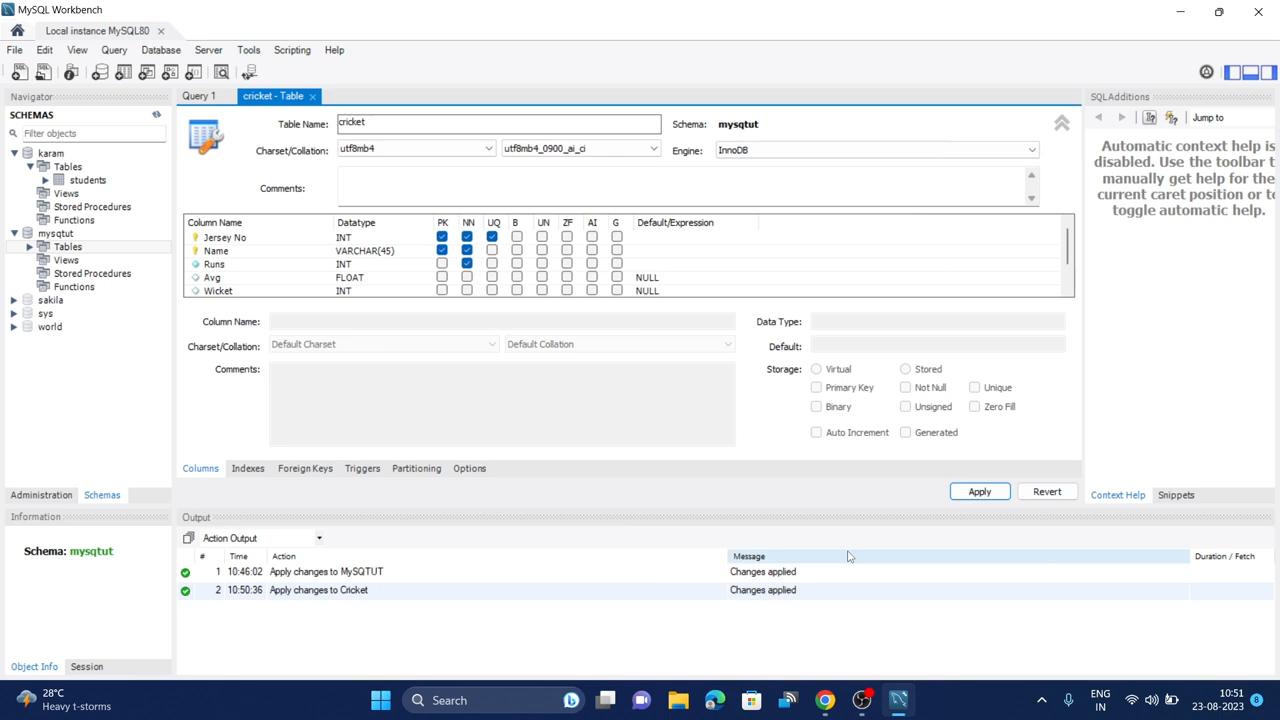 MySQL Workbench
Local instance MySQL80
File Edit View Query Database Server Tools Scripting Help
Navigator
SCHEMAS
Filter objects
karam
Tables
students
Views
Stored Procedures
Functions
mysqtut
Tables
Views
Stored Procedures
Functions
sakila
sys
world
Administration Schemas
Information
Schema: mysqtut
Object Info Session
Query 1 cricket - Table
Table Name: cricket Schema: mysqtut
Charset/Collation: utf8mb4 utf8mb4_0900_ai_ci Engine: InnoDB
Comments:
Column Name Datatype PK NN UQ B UN ZF AI G Default/Expression
Jersey No INT
Name VARCHAR(45)
Runs INT
Avg FLOAT NULL
Wicket INT NULL
Column Name: Data Type:
Charset/Collation: Default Charset Default Collation Default:
Comments: Storage: Virtual Stored
Primary Key Not Null Unique
Binary Unsigned Zero Fill
Auto Increment Generated
Columns Indexes Foreign Keys Triggers Partitioning Options
Apply Revert
SQLAdditions
Jump to
Automatic context help is
disabled. Use the toolbar t
manually get help for the
current caret position or to
toggle automatic help.
Context Help Snippets
Output
Action Output
# Time Action Message Duration / Fetch
1 10:46:02 Apply changes to MySQTUT Changes applied
2 10:50:36 Apply changes to Cricket Changes applied
28°C
Heavy t-storms
Search
ENG
IN
10:51
23-08-2023
8